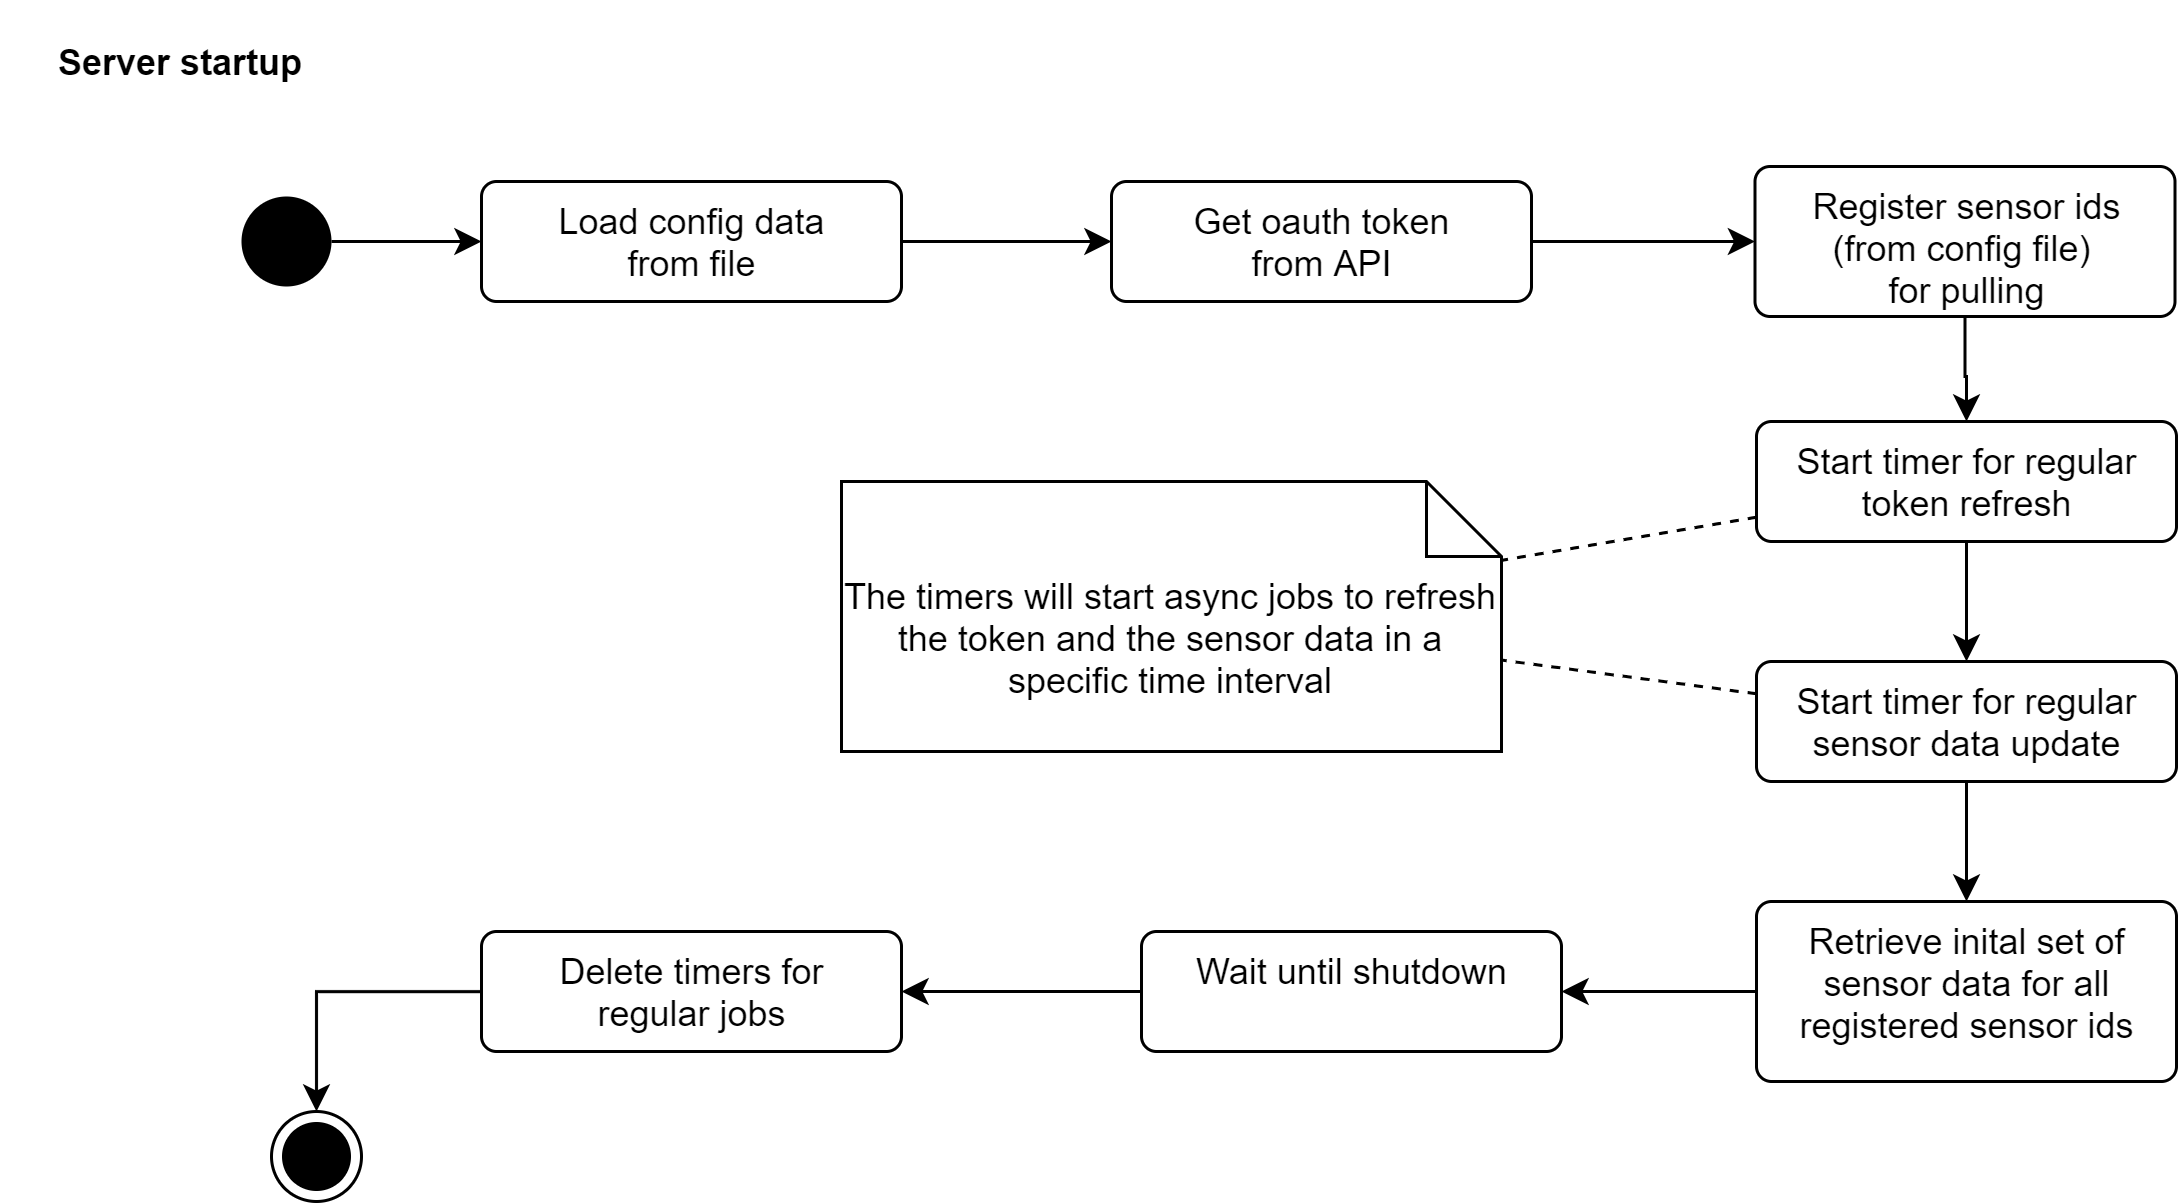 Server startup
Load config data
from file
Get oauth token
from API
Register sensor ids
(from config file)
for pulling
Start timer for regular
token refresh
The timers will start async jobs to refresh
the token and the sensor data in a
specific time interval
Start timer for regular
sensor data update
Retrieve inital set of
sensor data for all
registered sensor ids
Wait until shutdown
Delete timers for
regular jobs